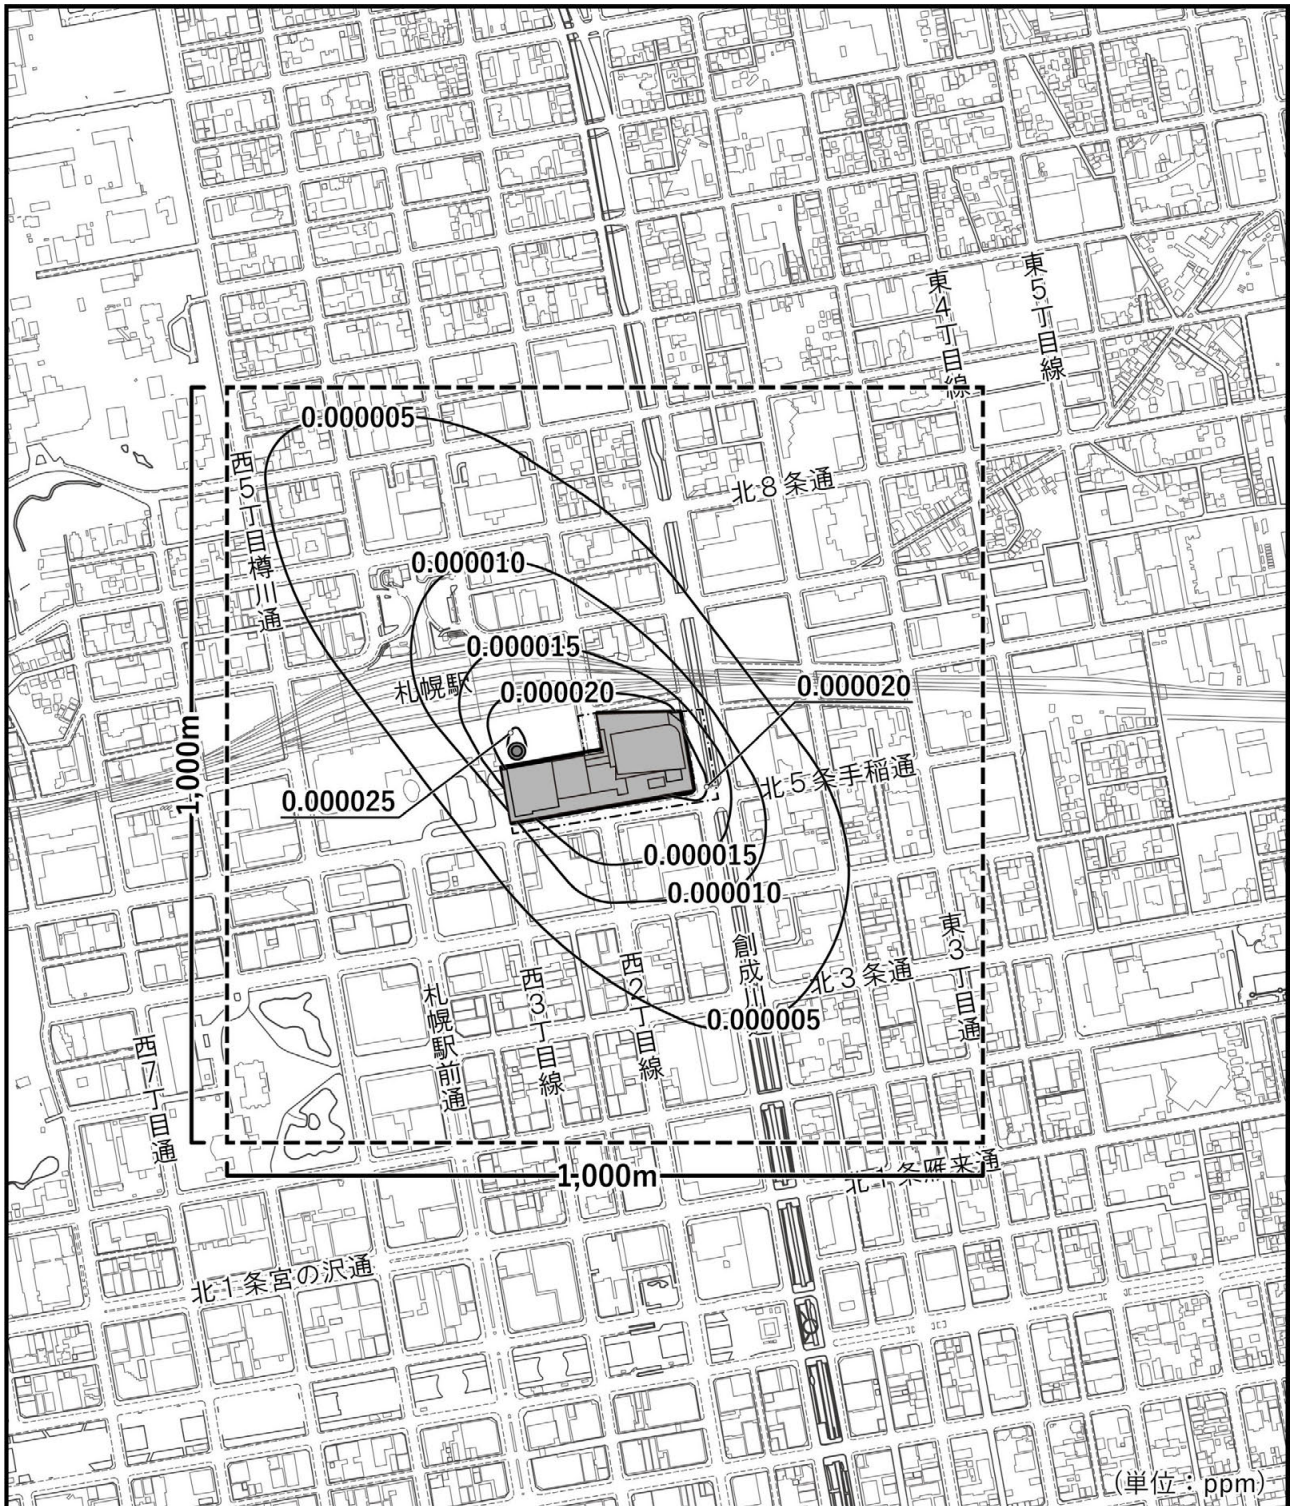 東4丁目線
東5丁目線
0.000005
西5丁目樽川通
北8条通
0.000010
0.000015
札幌駅
0.000020
0.000020
1,000m
0.000025
北5条手稲通
0.000015
0.000010
東3丁目通
創成川
北3条通
西2丁目線
西3丁目線
札幌駅前通
0.000005
西7丁目通
1,000m
北1条雁来通
北1条宮の沢通
(単位：ppm)